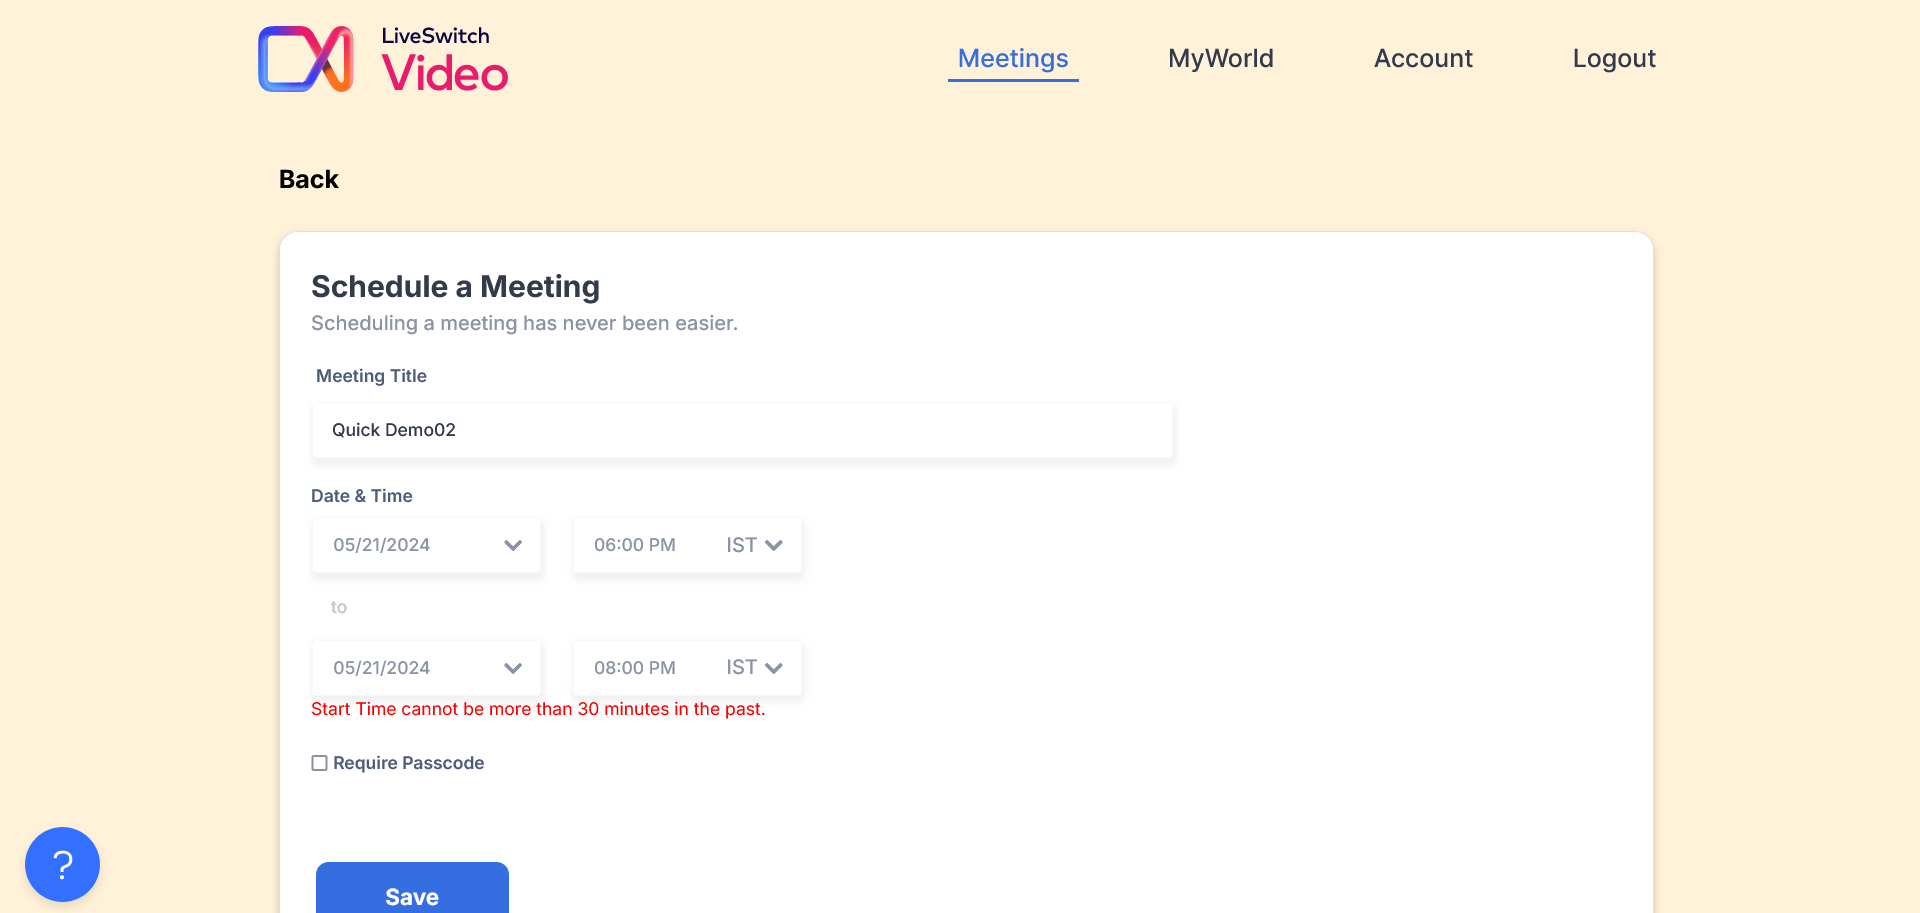 LiveSwitch
Video
Meetings
MyWorld
Account
Logout
Back
Schedule a Meeting
Scheduling a meeting has never been easier.
Meeting Title
Quick Demo02
Date & Time
05/21/2024
06:00 PM IST
to
05/21/2024
08:00 PM IST
Start Time cannot be more than 30 minutes in the past.
Require Passcode
Save
?